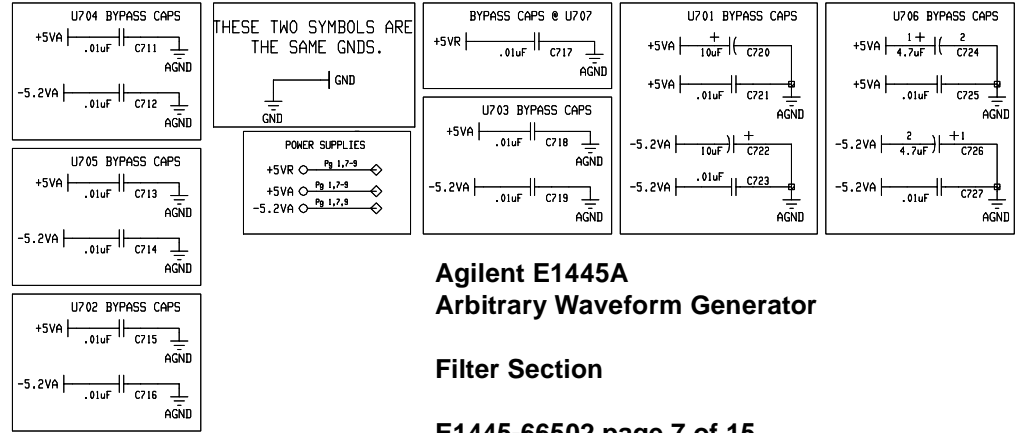 U704 BYPASS CAPS
+5VA
.01uF
C711
AGND
-5.2VA
.01uF
C712
AGND
THESE TWO SYMBOLS ARE
THE SAME GNDS.
GND
GND
BYPASS CAPS @ U707
+5VR
.01uF
C717
AGND
U701 BYPASS CAPS
+5VA
+
10uF
C720
+5VA
.01uF
C721
AGND
-5.2VA
+
10uF
C722
-5.2VA
.01uF
C723
AGND
U706 BYPASS CAPS
+5VA
1 +
2
4.7uF
C724
+5VA
.01uF
C725
AGND
-5.2VA
2
+1
4.7uF
C726
-5.2VA
.01uF
C727
AGND
U705 BYPASS CAPS
+5VA
.01uF
C713
AGND
-5.2VA
.01uF
C714
AGND
POWER SUPPLIES
+5VR
Pg 1,7-9
+5VA
Pg 1,7-9
-5.2VA
Pg 1,7,9
U703 BYPASS CAPS
+5VA
.01uF
C718
AGND
-5.2VA
.01uF
C719
AGND
U702 BYPASS CAPS
+5VA
.01uF
C715
AGND
-5.2VA
.01uF
C716
AGND
Agilent E1445A
Arbitrary Waveform Generator
Filter Section
E1445-66502 page 7 of 15